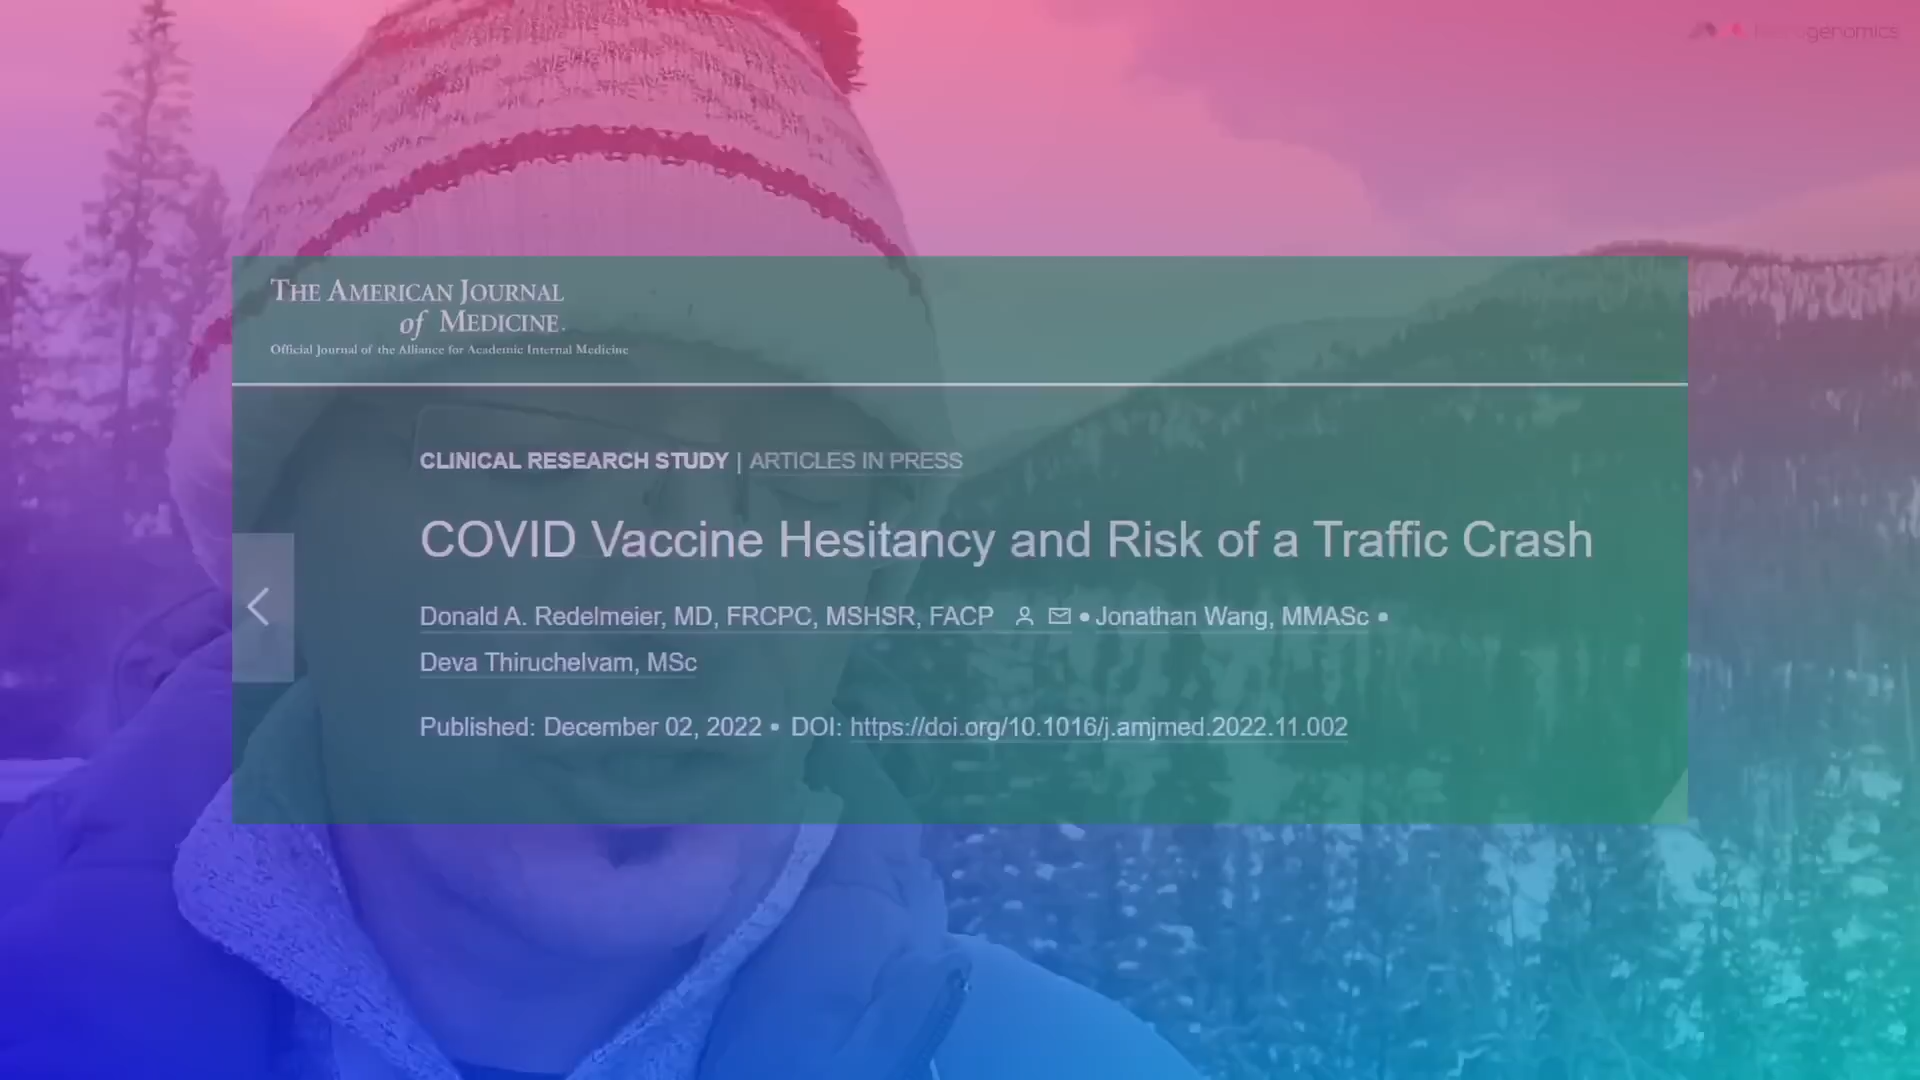 genomics
THE AMERICAN JOURNAL
of MEDICINE.
Official Journal of the Alliance for Academic Internal Medicine
CLINICAL RESEARCH STUDY | ARTICLES IN PRESS
COVID Vaccine Hesitancy and Risk of a Traffic Crash
Donald A. Redelmeier, MD, FRCPC, MSHSR, FACP • Jonathan Wang, MMASc •
Deva Thiruchelvam, MSc
Published: December 02, 2022 • DOI: https://doi.org/10.1016/j.amjmed.2022.11.002